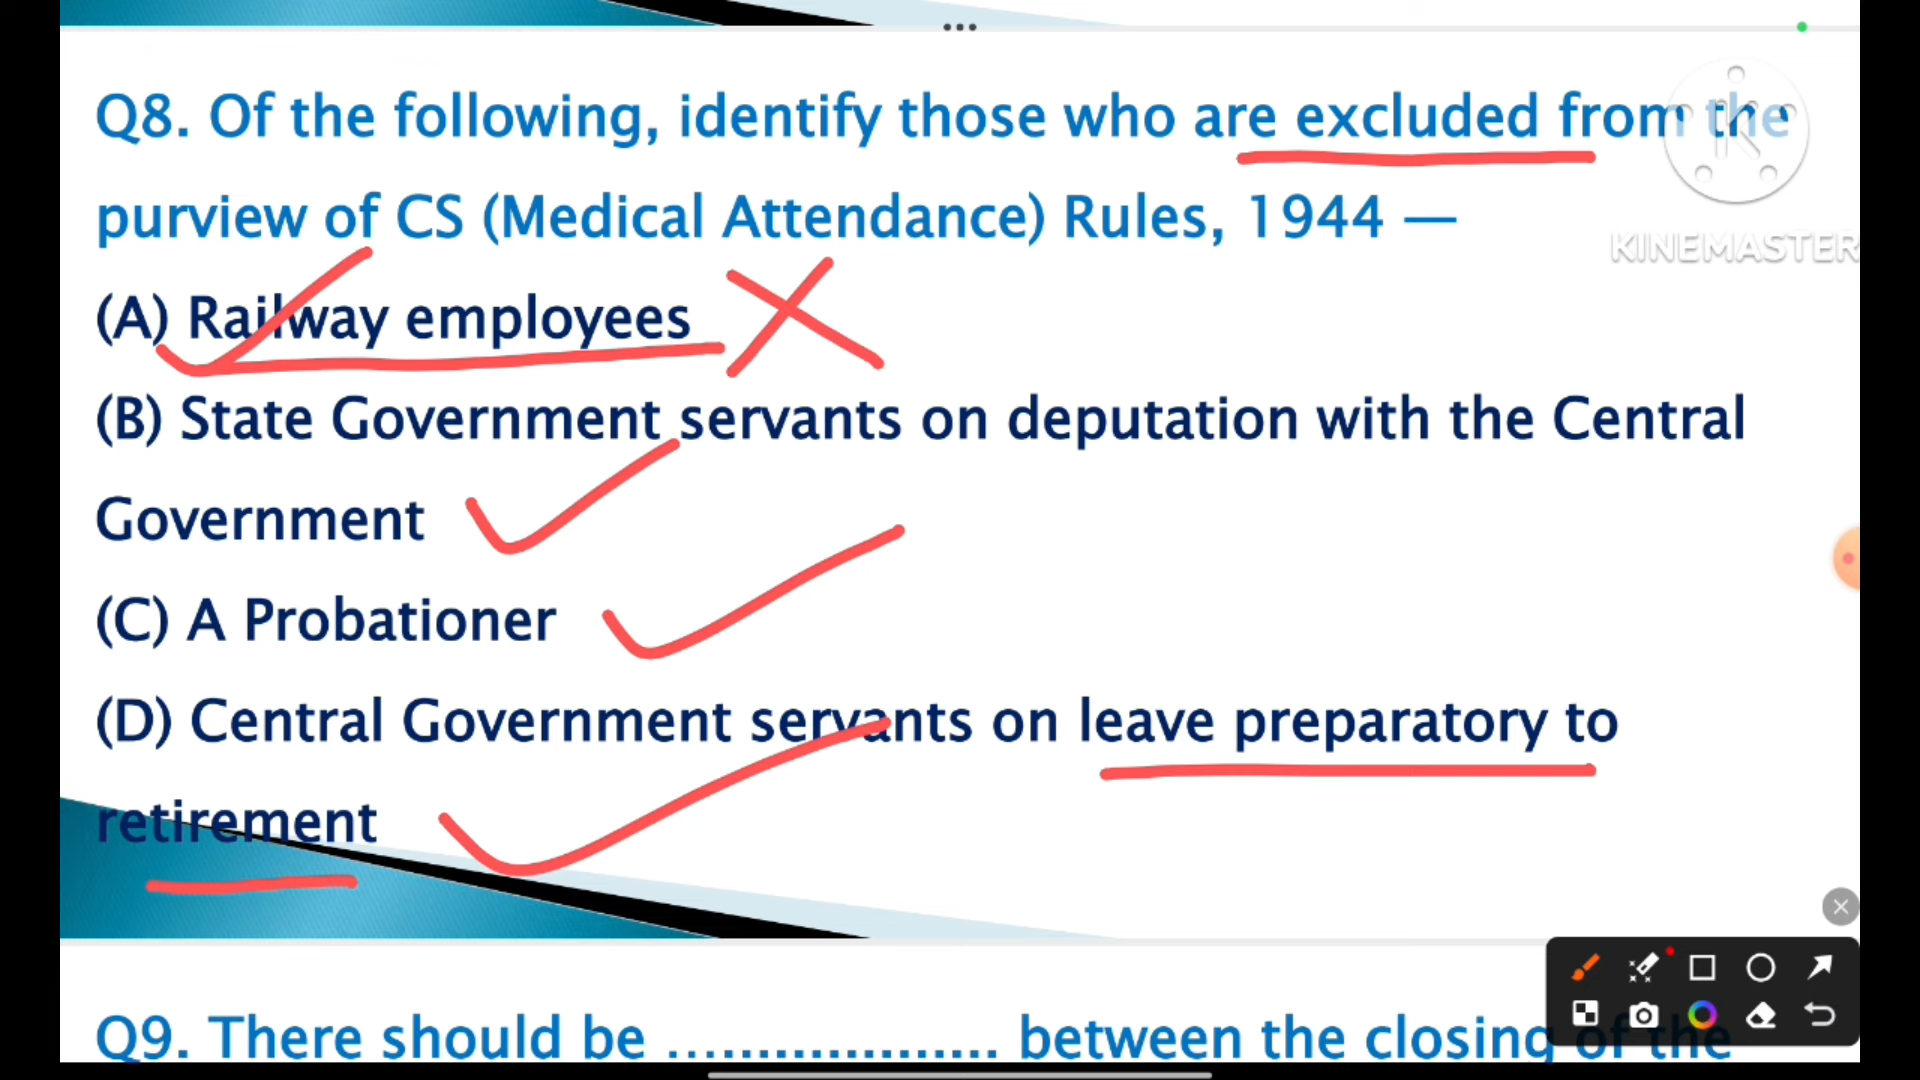 Q8. Of the following, identify those who are excluded from the
purview of CS (Medical Attendance) Rules, 1944 —
KINEMASTER
(A) Railway employees
(B) State Government servants on deputation with the Central
Government
(C) A Probationer
(D) Central Government servants on leave preparatory to
retirement
Q9. There should be ................... between the closing of the